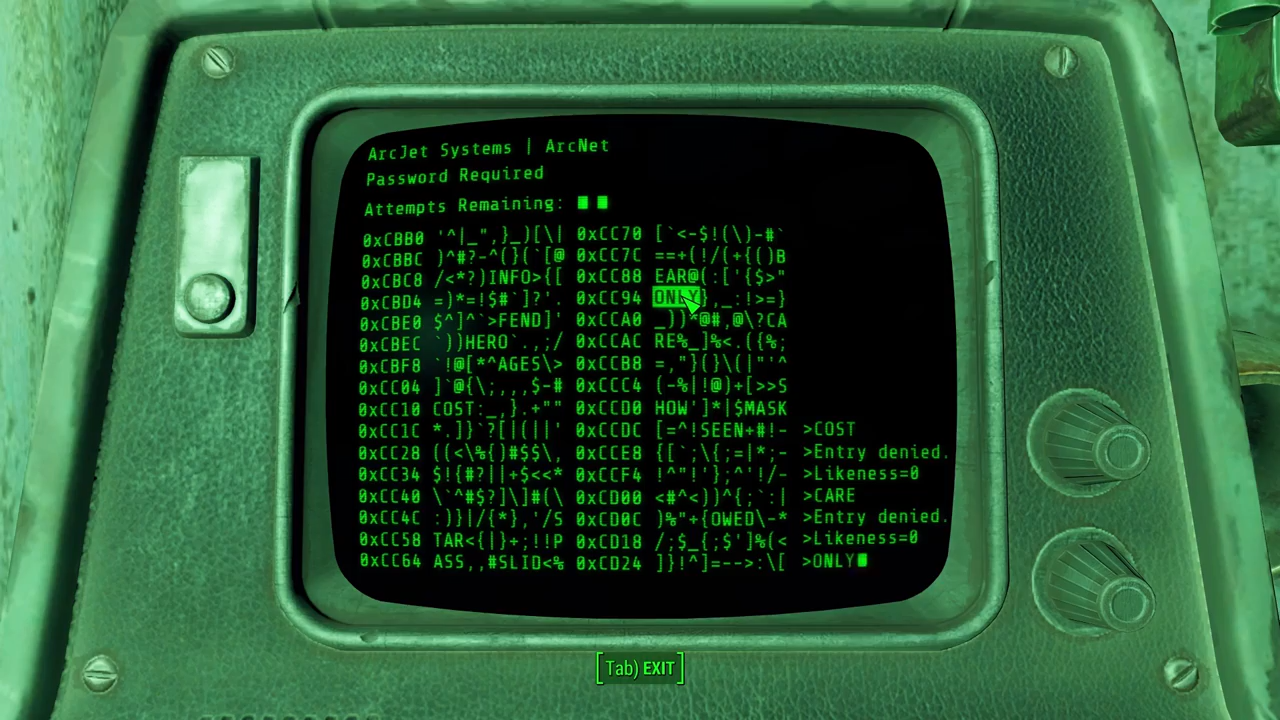 ArcJet Systems | ArcNet
Password Required
Attempts Remaining: ■ ■
0xCBB0 '^|_",}_)[\| 0xCC70 [`<-$!(\)-#`
0xCBBC )^#?-^(}(`[@ 0xCC7C ==+(!/(+{()B
0xCBC8 /<*?)INFO>{[ 0xCC88 EAR@(:['{$>"
0xCBD4 =)*=!$#`]?'. 0xCC94 ONLY},_:!>=}
0xCBE0 $^]^`>FEND]' 0xCCA0 _))*@#,@\?CA
0xCBEC `))HERO`.,;/ 0xCCAC RE%_]%<.({%;
0xCBF8 `!@[*^AGES\> 0xCCB8 =,"}(}\(|"'^
0xCC04 ]`@{\;,,,$-# 0xCCC4 (-%|!@)+[>>S
0xCC10 COST:_,}.+"" 0xCCD0 HOW']*|$MASK
0xCC1C *.]}`?[|(||' 0xCCDC [=^!SEEN+#!- >COST
0xCC28 [(<\%{)#$$\, 0xCCE8 {[`;\{;=|*;- >Entry denied.
0xCC34 $!{#?||+$<<* 0xCCF4 !^"!'};^'!/- >Likeness=0
0xCC40 \`^#$?]\]#(\ 0xCD00 <#^<))^{;`:| >CARE
0xCC4C :)}|/{*},'/S 0xCD0C )%"+{OWED\-* >Entry denied.
0xCC58 TAR<{|}+;!!P 0xCD18 /;$_{;$']%(< >Likeness=0
0xCC64 ASS,,#SLID<% 0xCD24 ]}!^]=-->:\[ >ONLY■
[Tab) EXIT]